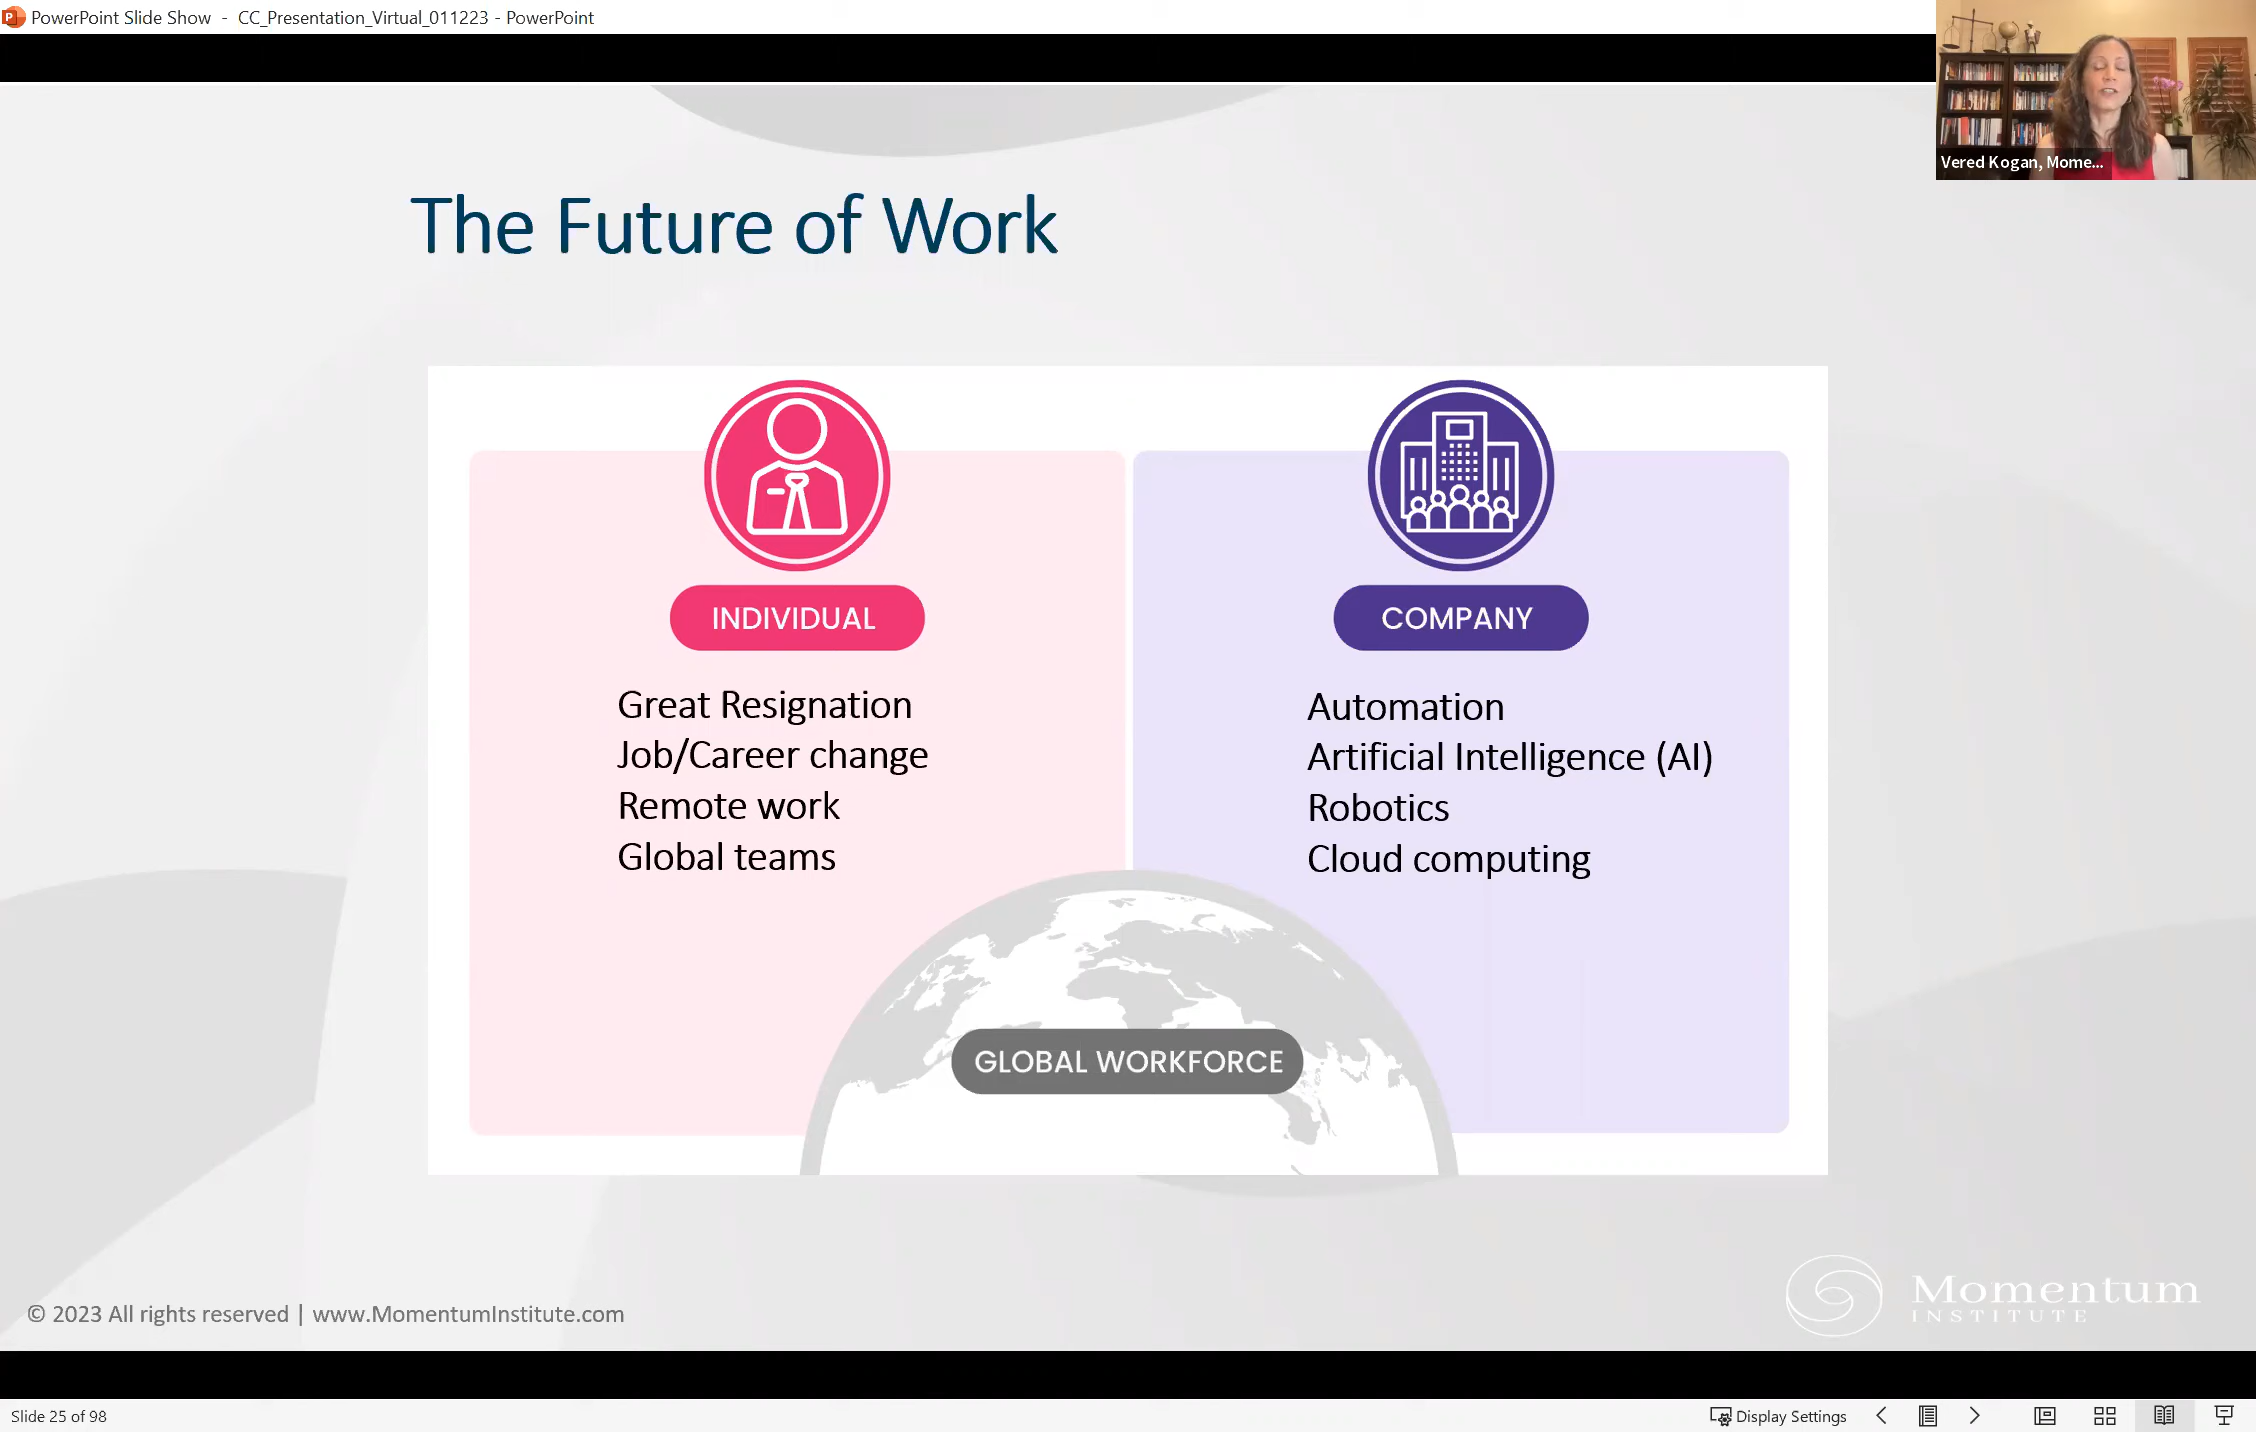 PowerPoint Slide Show - CC_Presentation_Virtual_011223 - PowerPoint
Vered Kogan, Mome...
The Future of Work
INDIVIDUAL
Great Resignation
Job/Career change
Remote work
Global teams
COMPANY
Automation
Artificial Intelligence (AI)
Robotics
Cloud computing
GLOBAL WORKFORCE
© 2023 All rights reserved | www.MomentumInstitute.com
Momentum
INSTITUTE
Slide 25 of 98
Display Settings